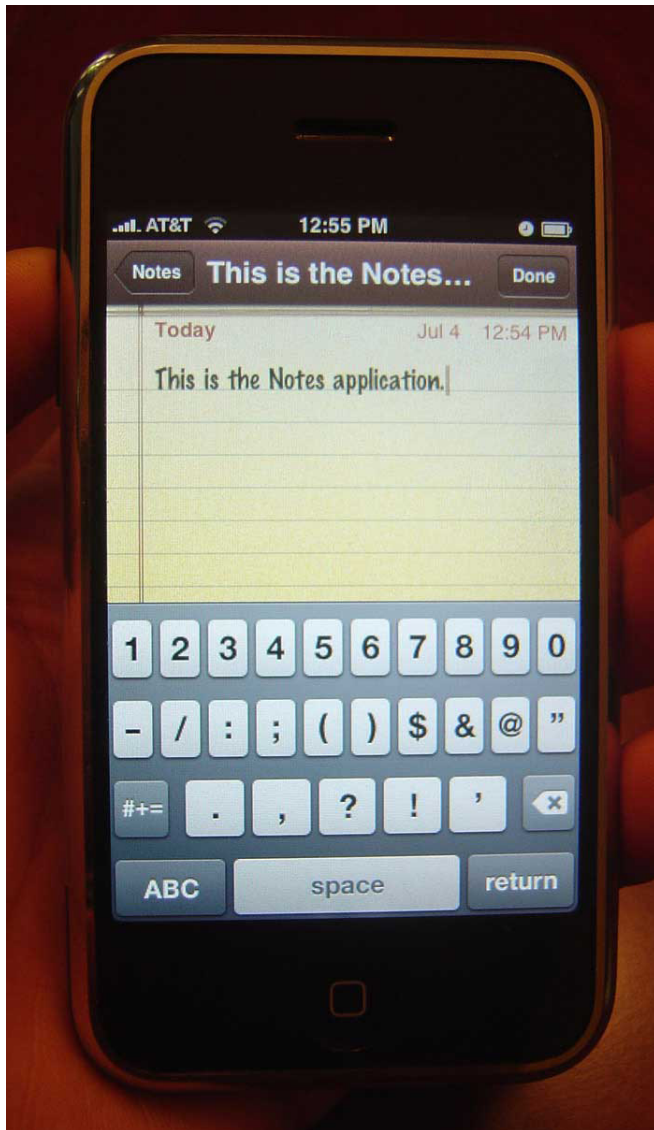 AT&T 12:55 PM
Notes This is the Notes... Done
Today Jul 4 12:54 PM
This is the Notes application.
1 2 3 4 5 6 7 8 9 0
- / : ; ( ) $ & @ "
#+= . , ? ! '
ABC space return